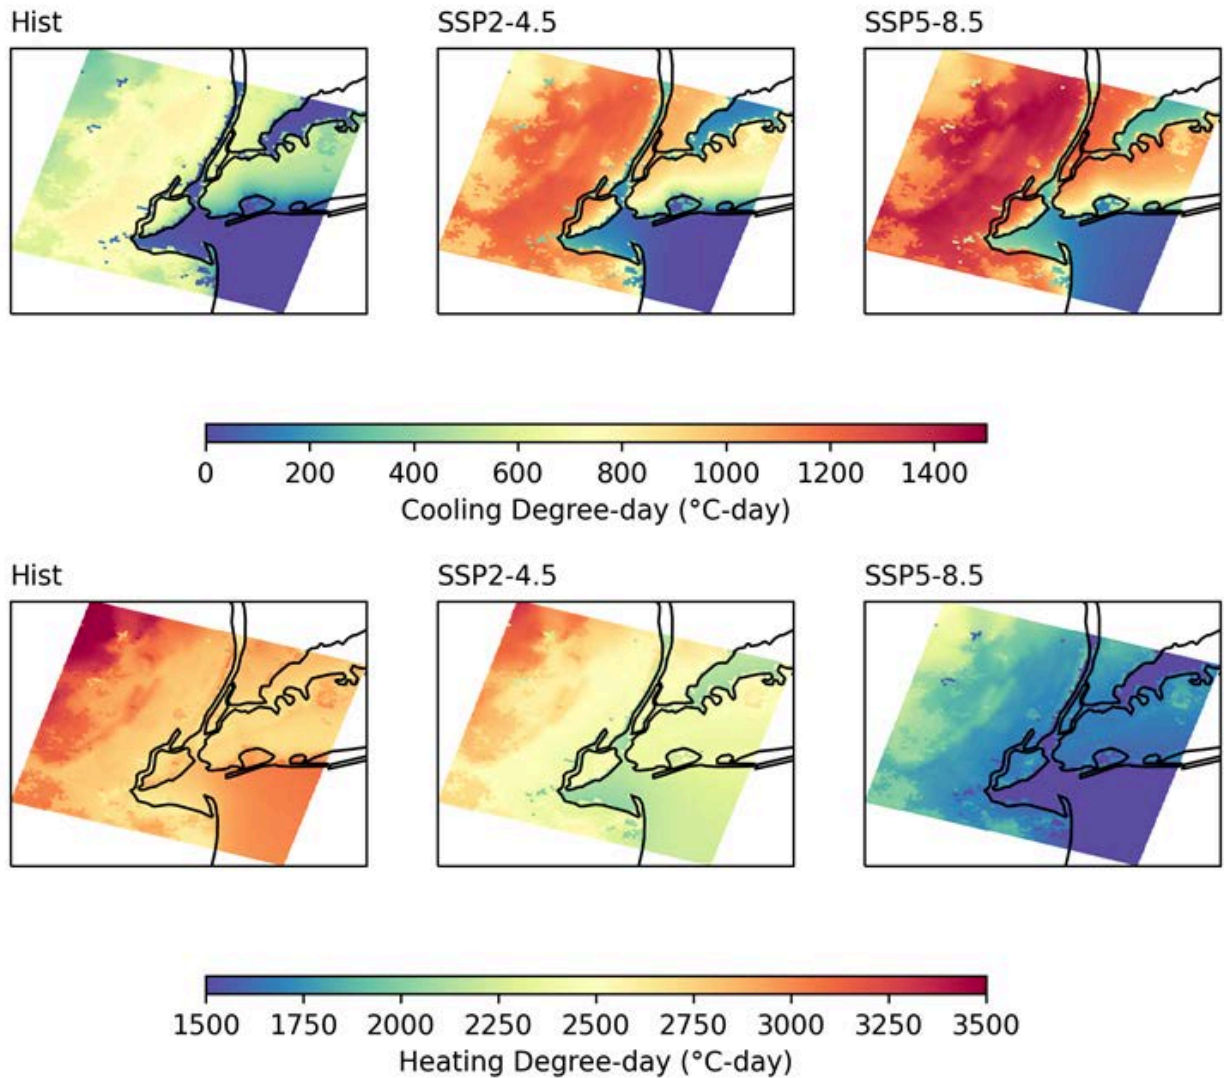 Hist SSP2-4.5 SSP5-8.5
0 200 400 600 800 1000 1200 1400
Cooling Degree-day (°C-day)
Hist SSP2-4.5 SSP5-8.5
1500 1750 2000 2250 2500 2750 3000 3250 3500
Heating Degree-day (°C-day)